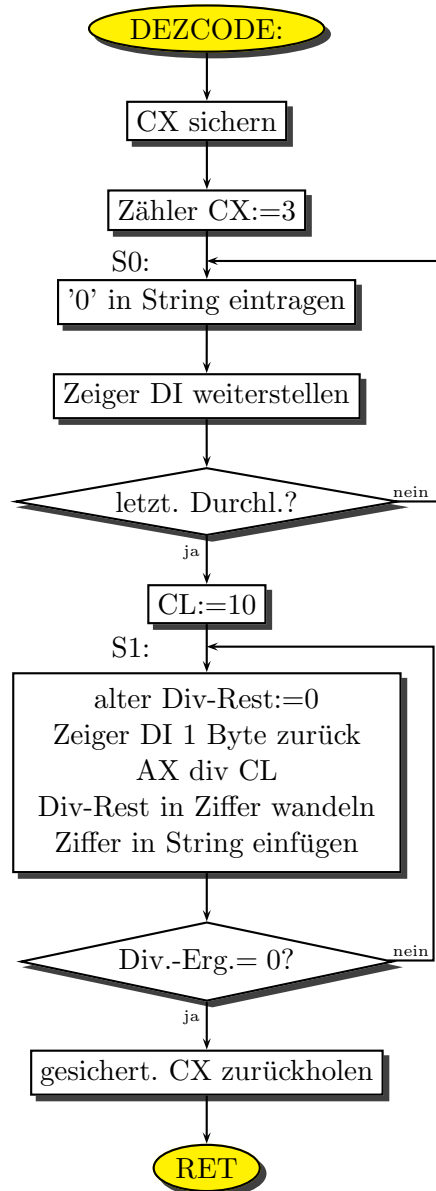 DEZCODE:
CX sichern
Zähler CX:=3
S0:
'0' in String eintragen
Zeiger DI weiterstellen
letzt. Durchl.?
nein
ja
CL:=10
S1:
alter Div-Rest:=0
Zeiger DI 1 Byte zurück
AX div CL
Div-Rest in Ziffer wandeln
Ziffer in String einfügen
Div.-Erg.= 0?
nein
ja
gesichert. CX zurückholen
RET